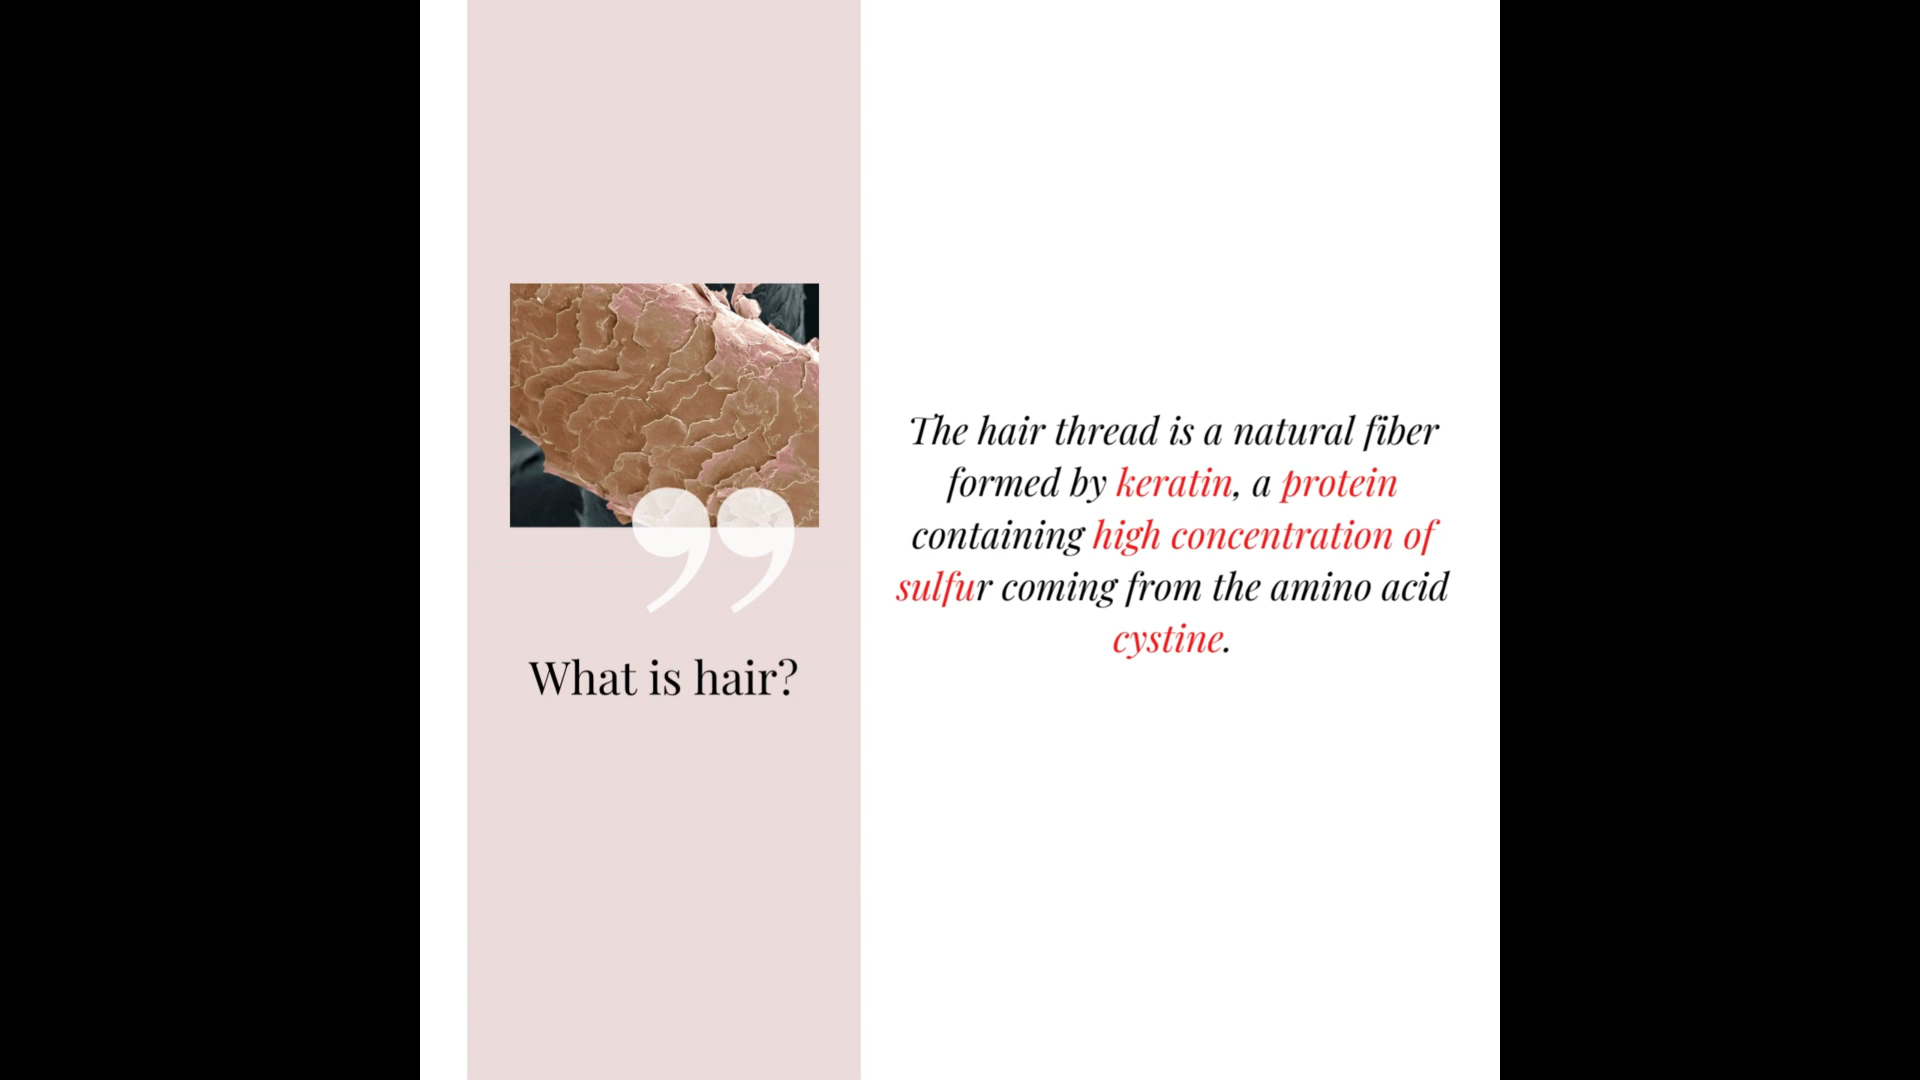 What is hair?
The hair thread is a natural fiber
formed by keratin, a protein
containing high concentration of
sulfur coming from the amino acid
cystine.